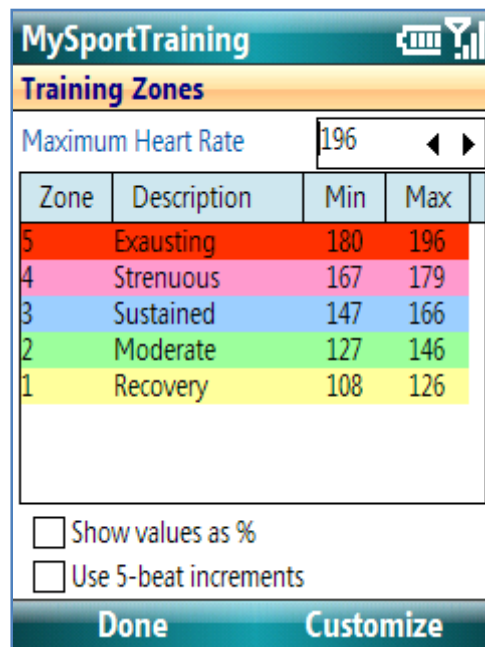 MySportTraining
Training Zones
Maximum Heart Rate 196
Zone Description Min Max
5 Exausting 180 196
4 Strenuous 167 179
3 Sustained 147 166
2 Moderate 127 146
1 Recovery 108 126
Show values as %
Use 5-beat increments
Done Customize